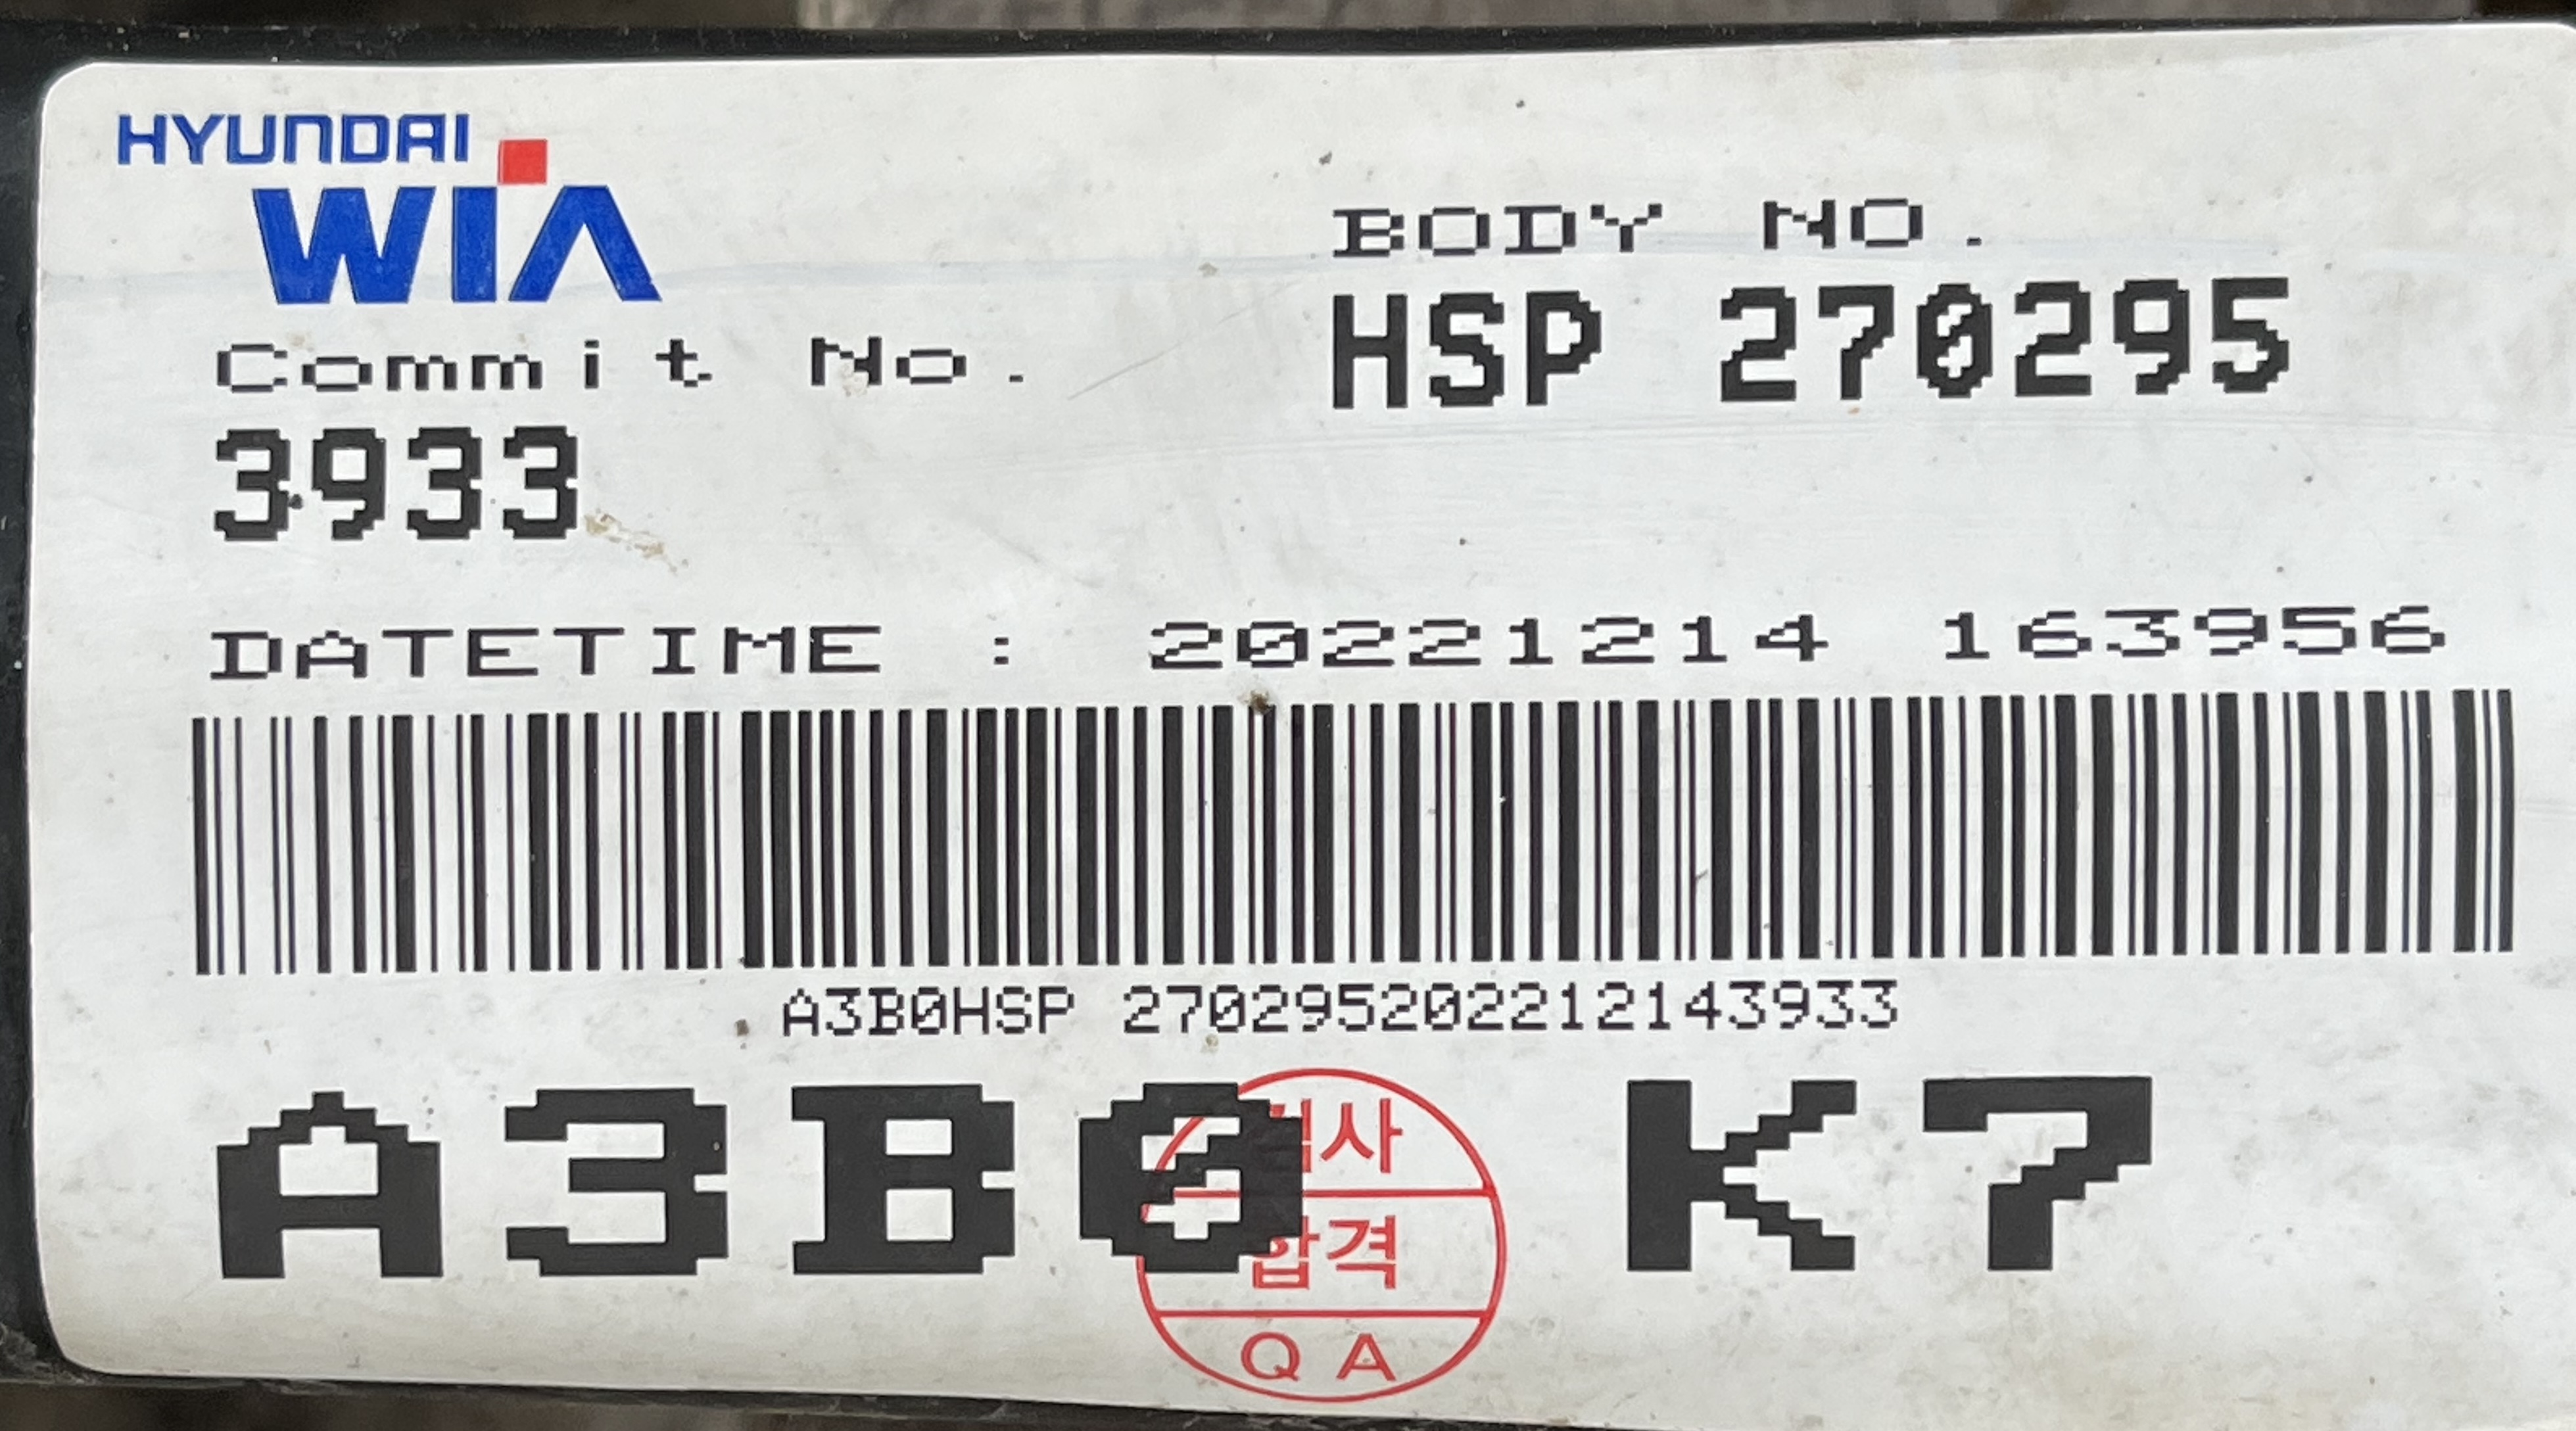 HYUNDAI
WIA
BODY NO.
HSP 270295
Commit No.
3933
DATETIME : 20221214 163956
A3B0HSP 270295202212143933
A3B0 K7
합격
QA